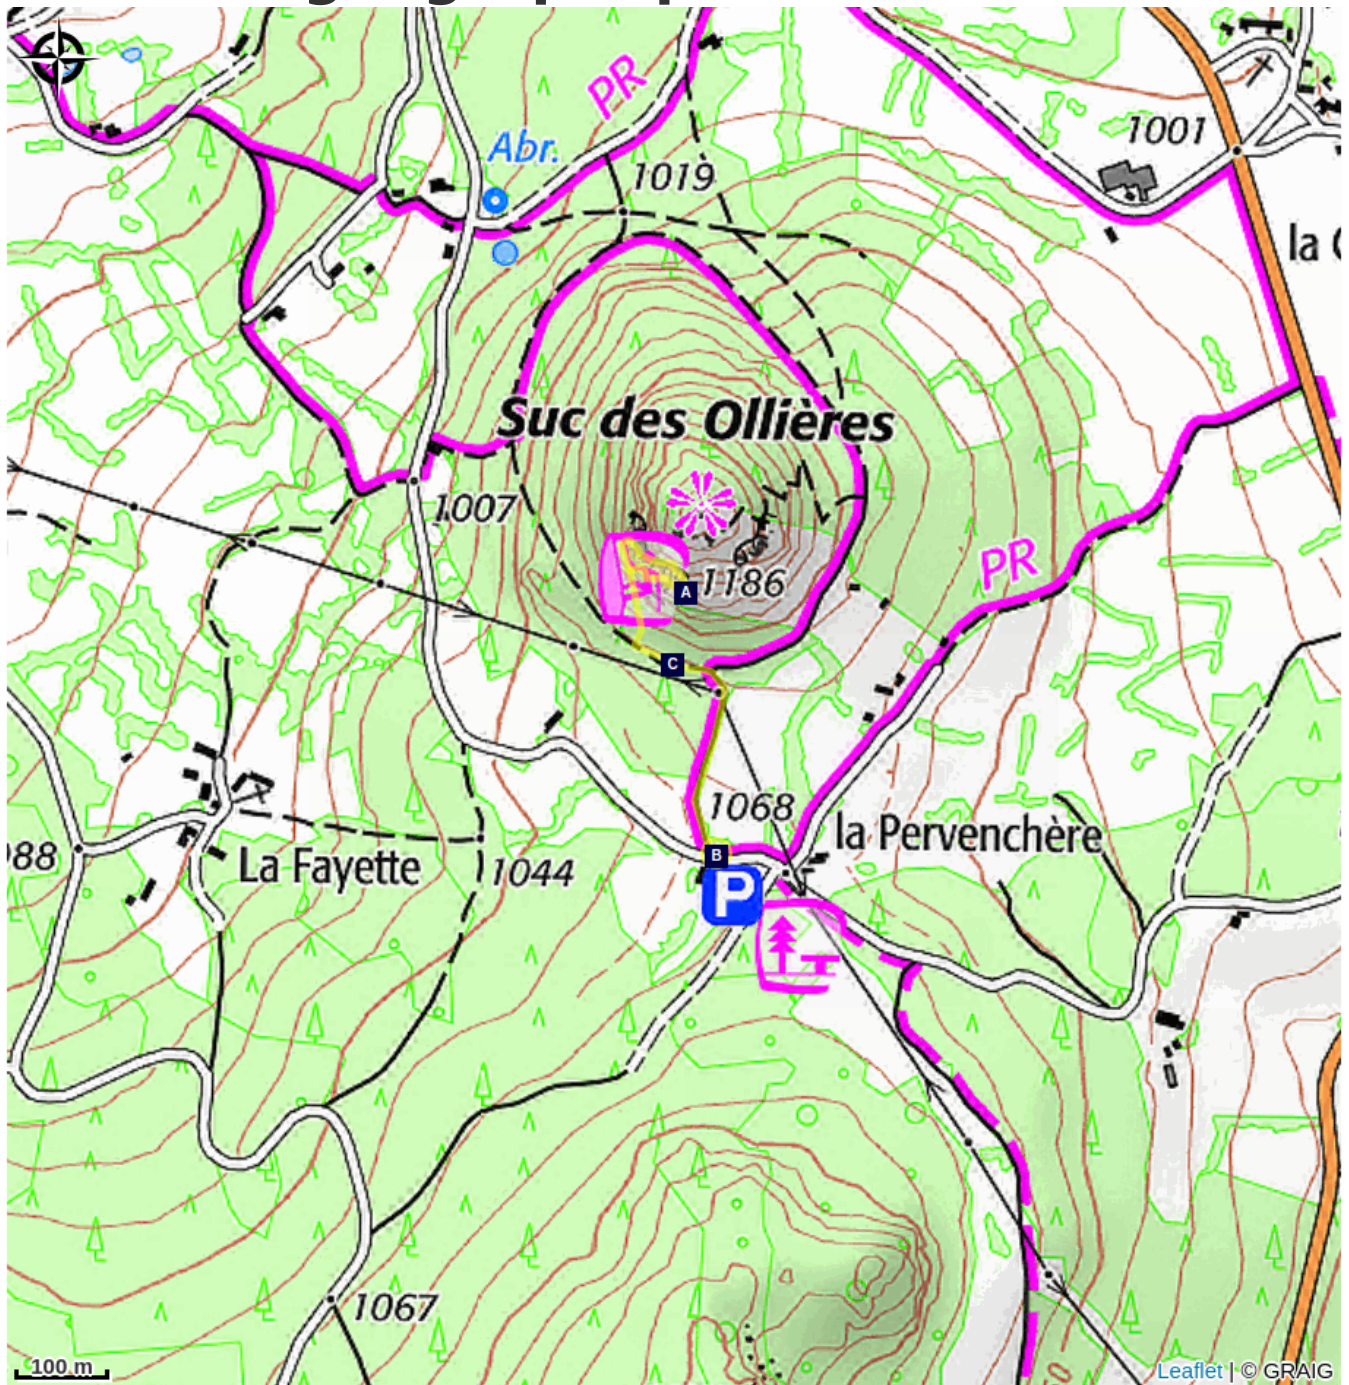 PR
Abr.
1001
1019
la
Suc des Ollières
1007
PR
A
1186
C
1068
la Pervenchère
B
088
La Fayette
1044
P
1067
100 m
Leaflet | © GRAIG